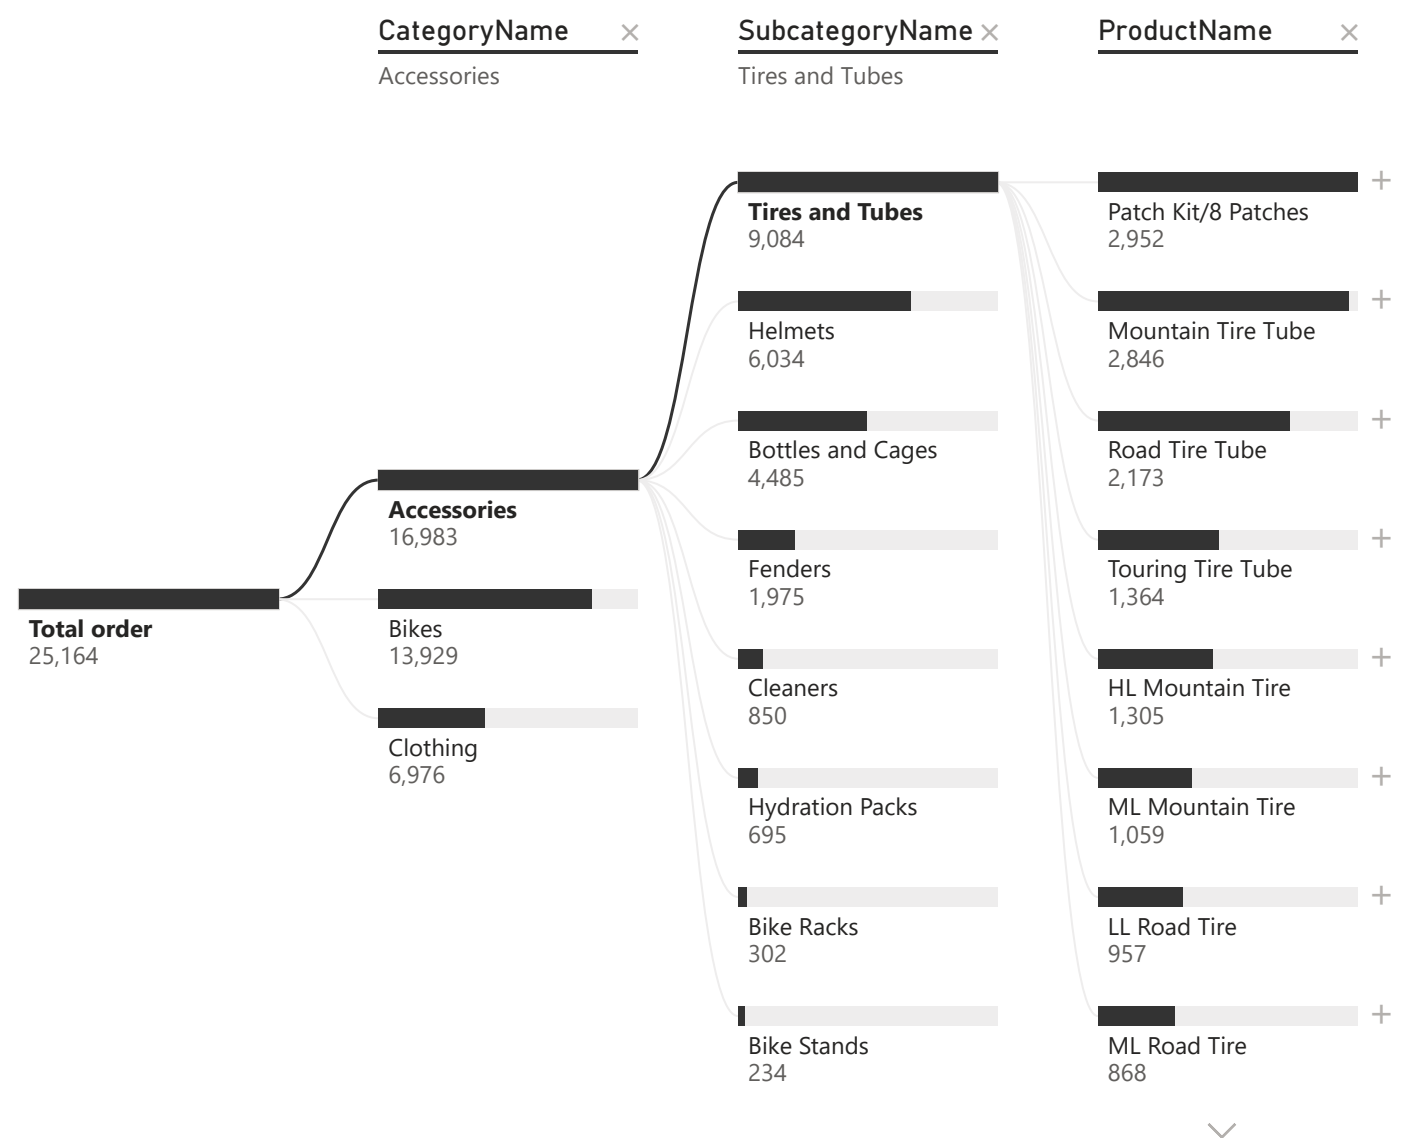 CategoryName
Accessories
SubcategoryName
Tires and Tubes
ProductName
Total order
25,164
Accessories
16,983
Bikes
13,929
Clothing
6,976
Tires and Tubes
9,084
Helmets
6,034
Bottles and Cages
4,485
Fenders
1,975
Cleaners
850
Hydration Packs
695
Bike Racks
302
Bike Stands
234
Patch Kit/8 Patches
2,952
Mountain Tire Tube
2,846
Road Tire Tube
2,173
Touring Tire Tube
1,364
HL Mountain Tire
1,305
ML Mountain Tire
1,059
LL Road Tire
957
ML Road Tire
868